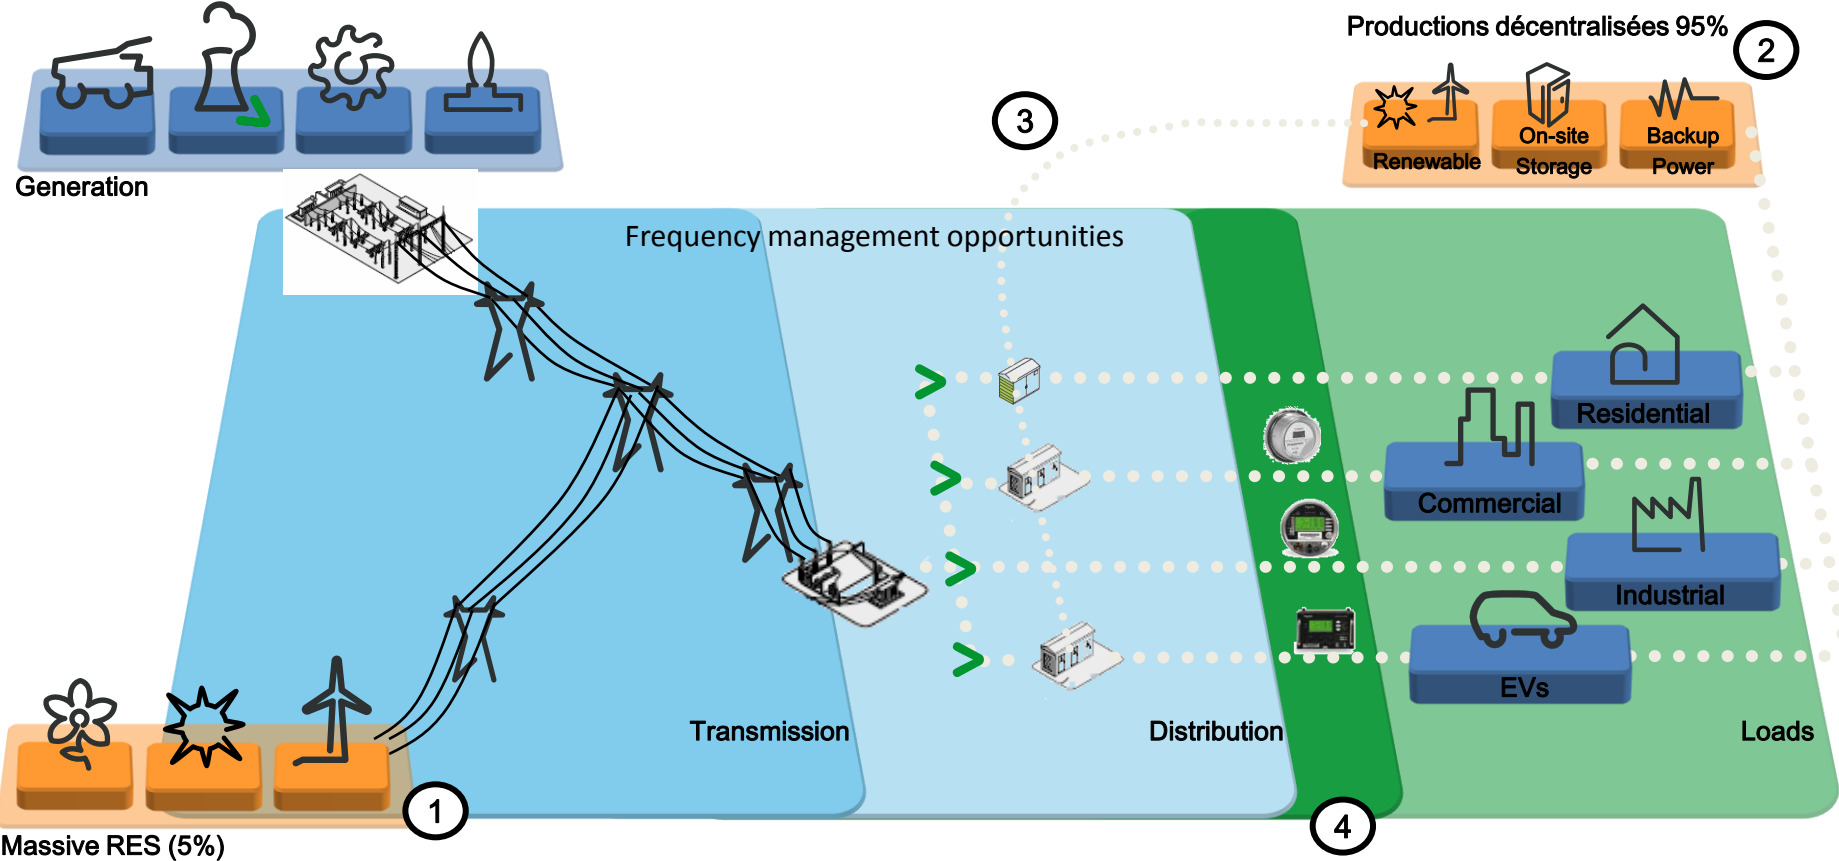 Productions décentralisées 95%
2
3
On-site
Backup
Renewable
Storage
Power
Generation
Frequency management opportunities
Residential
Commercial
Industrial
EVs
Transmission
Distribution
Loads
1
4
Massive RES (5%)